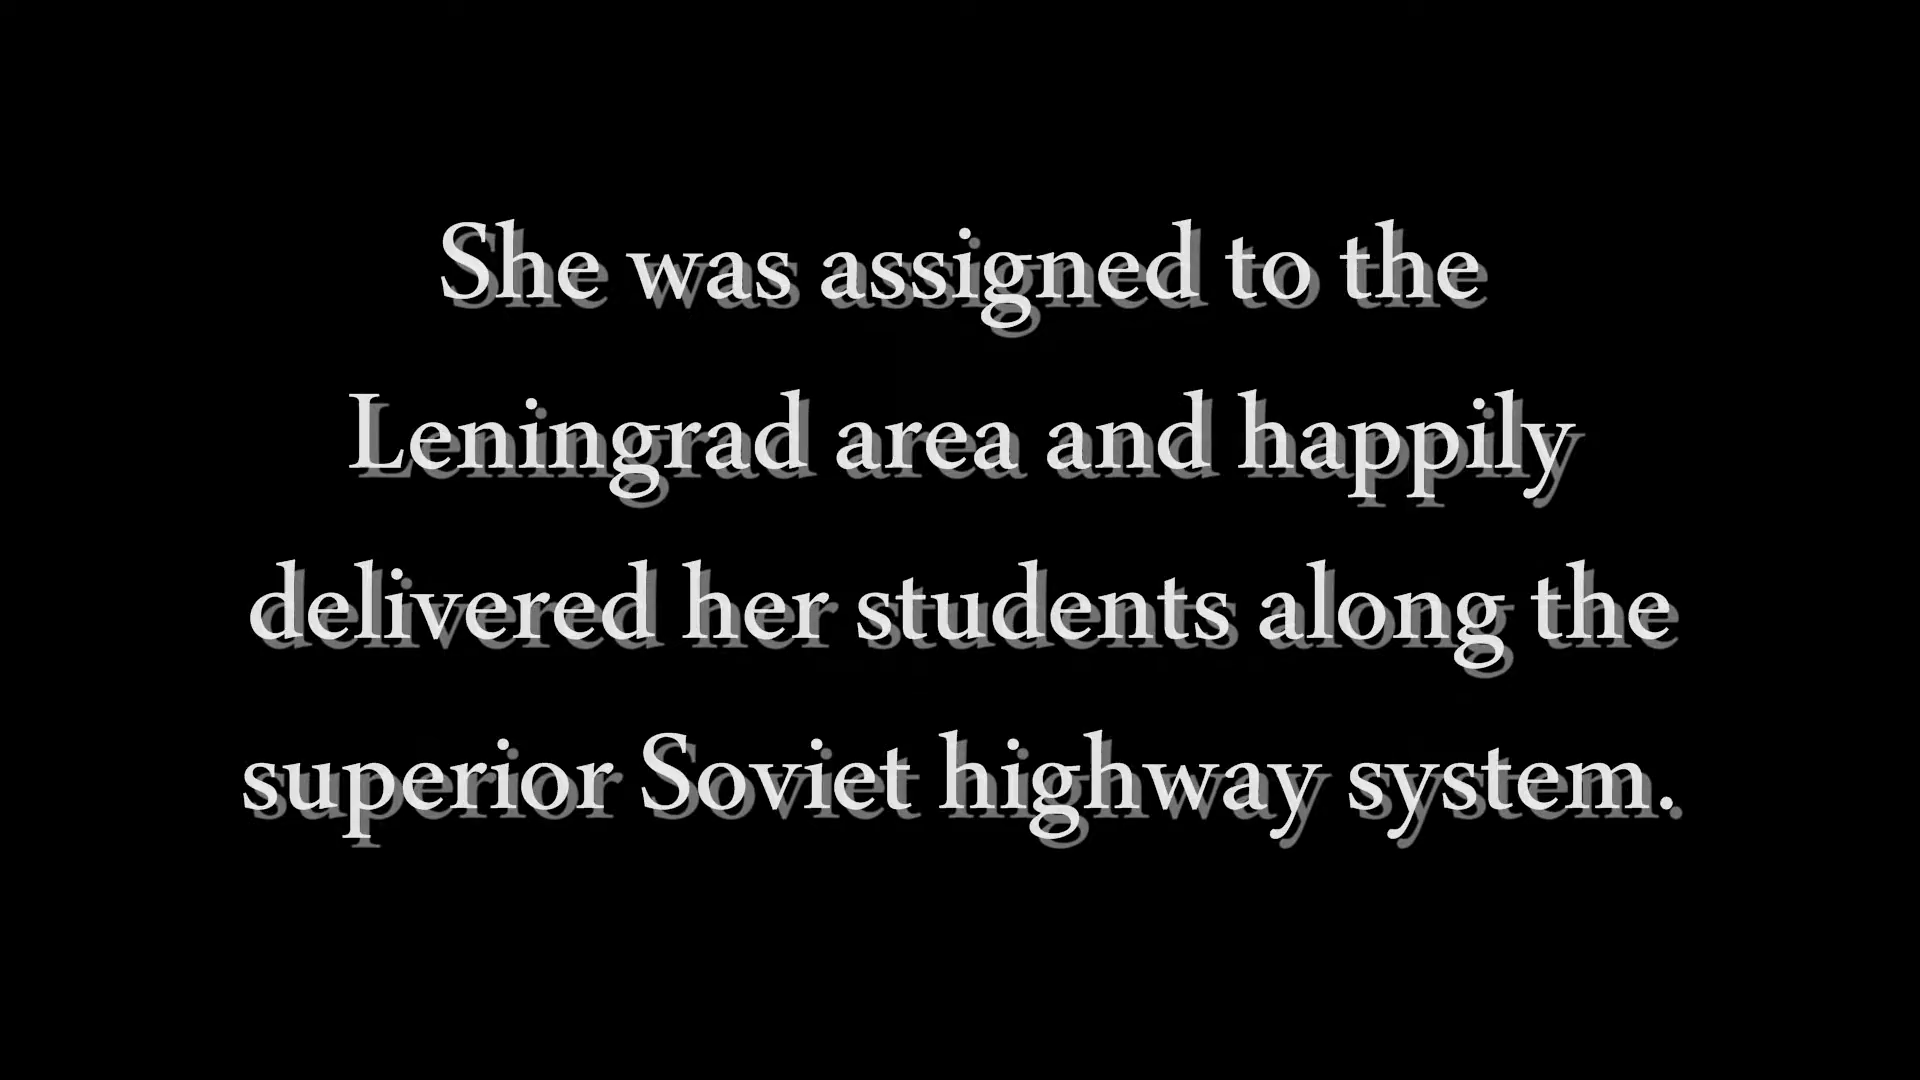 She was assigned to the
Leningrad area and happily
delivered her students along the
superior Soviet highway system.